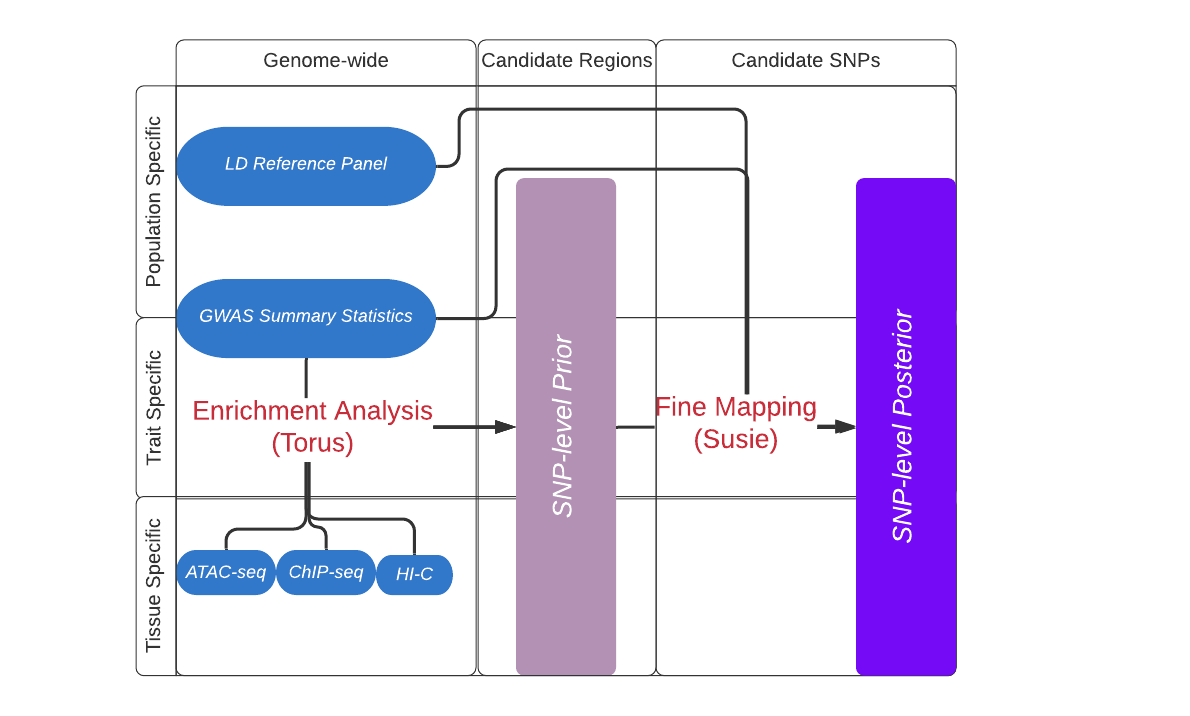 Genome-wide
Candidate Regions
Candidate SNPs
Population Specific
LD Reference Panel
GWAS Summary Statistics
Trait Specific
Enrichment Analysis
(Torus)
SNP-level Prior
Fine Mapping
(Susie)
SNP-level Posterior
Tissue Specific
ATAC-seq
ChIP-seq
HI-C